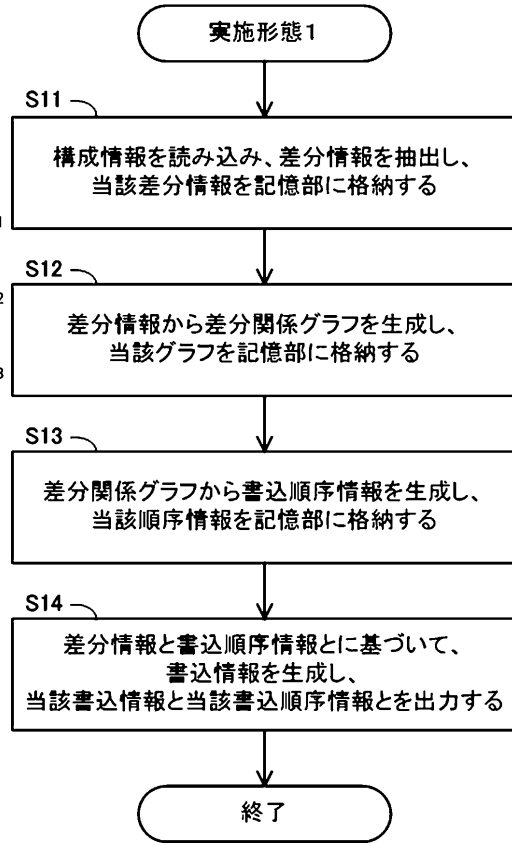 実施形態1
S11
構成情報を読み込み、差分情報を抽出し、
当該差分情報を記憶部に格納する
1
S12
2
差分情報から差分関係グラフを生成し、
当該グラフを記憶部に格納する
3
S13
差分関係グラフから書込順序情報を生成し、
当該順序情報を記憶部に格納する
S14
差分情報と書込順序情報とに基づいて、
書込情報を生成し、
当該書込情報と当該書込順序情報とを出力する
終了